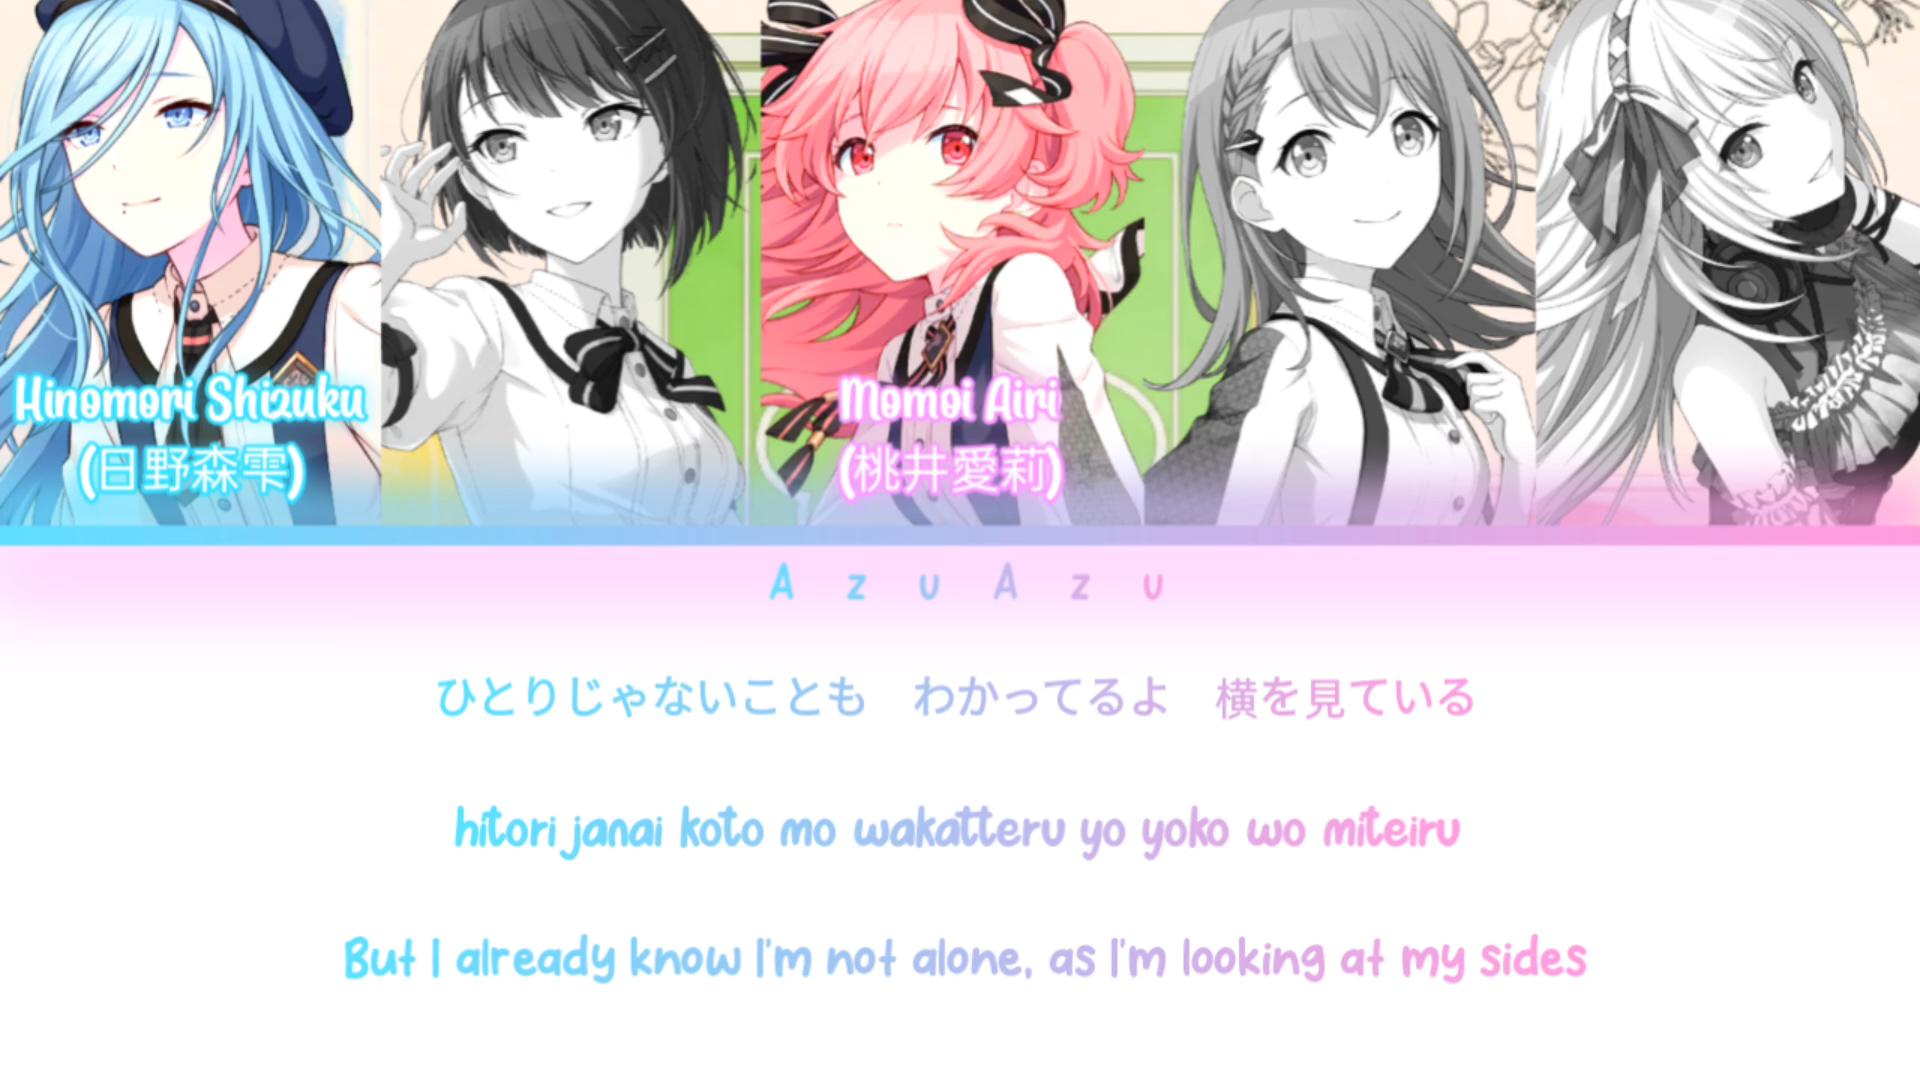 Hinomori Shizuku
(日野森雫)
Momoi Airi
(桃井愛莉)
A z u A z u
ひとりじゃないことも わかってるよ 横を見ている
hitori janai koto mo wakatteru yo yoko wo miteiru
But I already know I'm not alone, as I'm looking at my sides